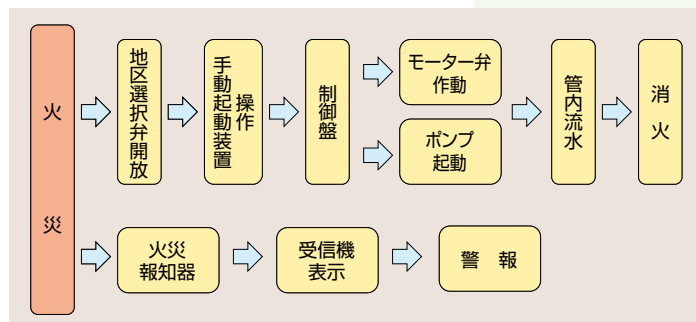 火災
地区選択弁開放
手動起動装置
操作
制御盤
モーター弁
作動
ポンプ
起動
管内流水
消火
火災
報知器
受信機
表示
警報